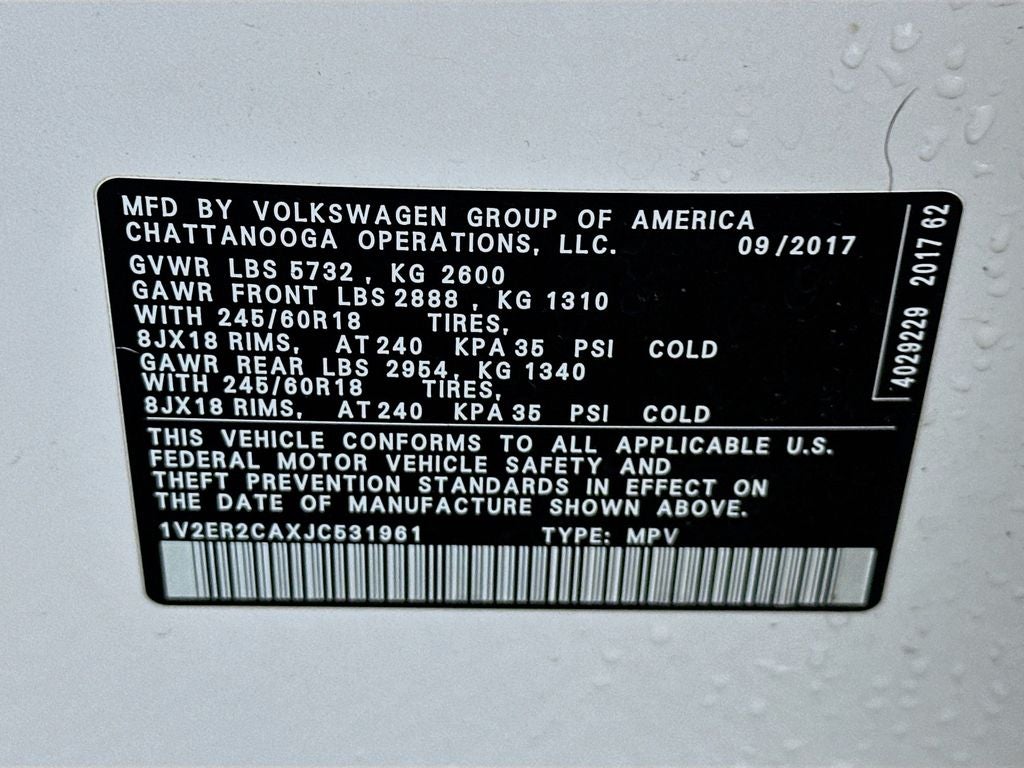 MFD BY VOLKSWAGEN GROUP OF AMERICA
CHATTANOOGA OPERATIONS, LLC. 09/2017
GVWR LBS 5732, KG 2600
GAWR FRONT LBS 2888, KG 1310
WITH 245/60R18 TIRES,
8JX18 RIMS, AT 240 KPA 35 PSI COLD
GAWR REAR LBS 2954, KG 1340
WITH 245/60R18 TIRES,
8JX18 RIMS, AT 240 KPA 35 PSI COLD
THIS VEHICLE CONFORMS TO ALL APPLICABLE U.S.
FEDERAL MOTOR VEHICLE SAFETY AND
THEFT PREVENTION STANDARDS IN EFFECT ON
THE DATE OF MANUFACTURE SHOWN ABOVE.
1V2ER2CAXJC531961 TYPE: MPV
4029229 2017 62